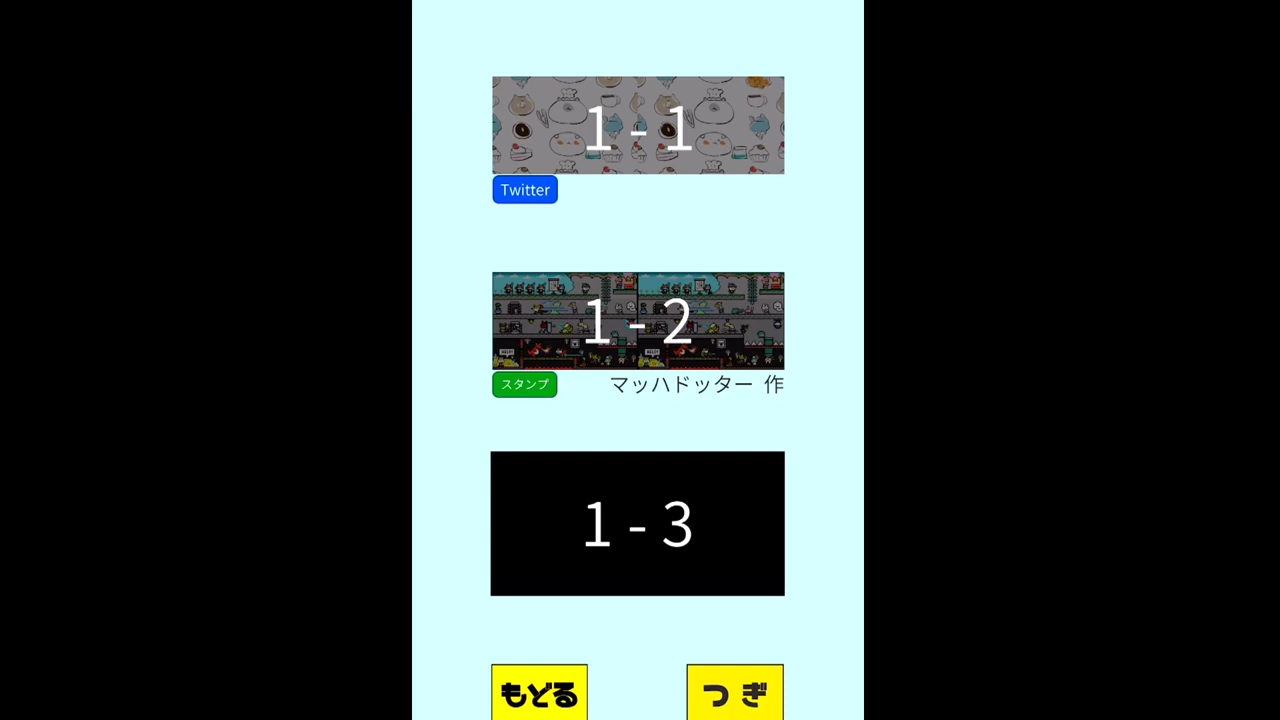 1 - 1
Twitter
1 - 2
スタンプ
マッハドッター 作
1 - 3
もどる
つぎ